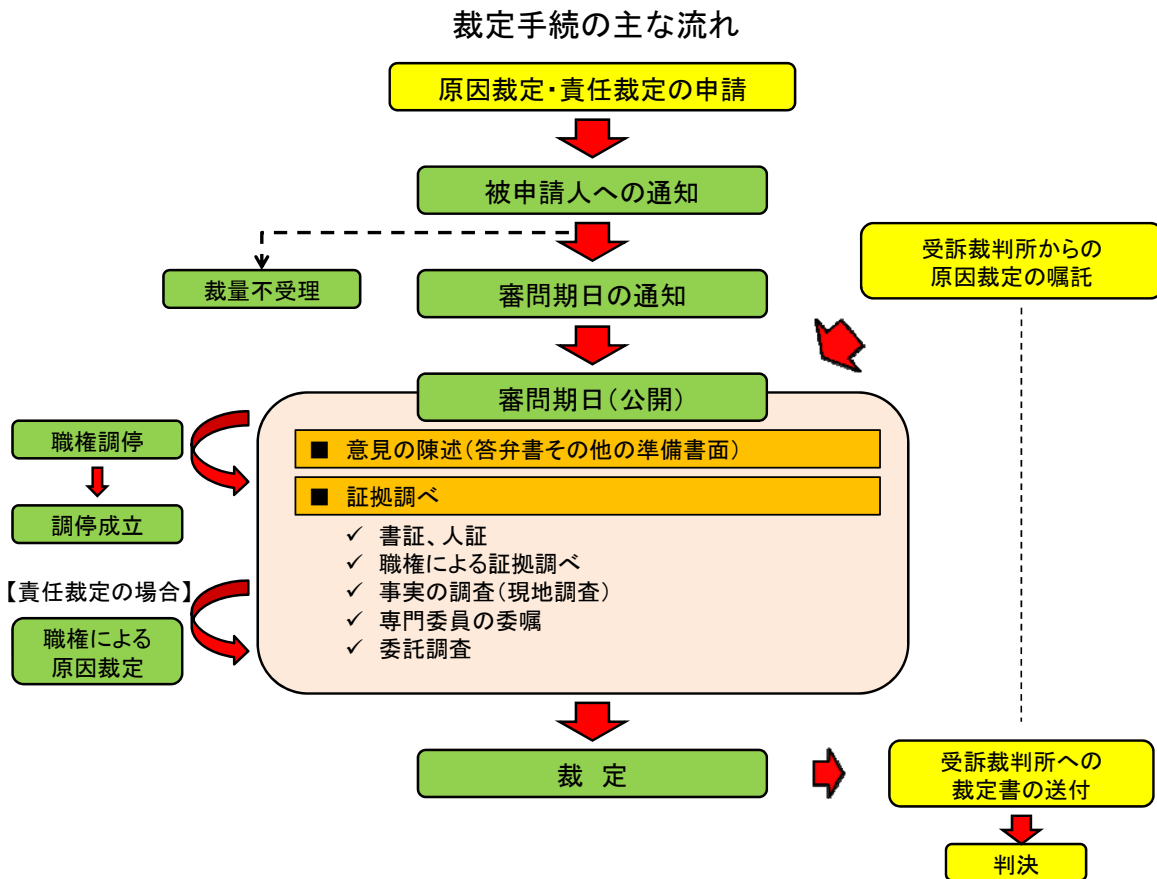 裁定手続の主な流れ
原因裁定・責任裁定の申請
被申請人への通知
受訴裁判所からの
原因裁定の嘱託
裁量不受理
審問期日の通知
審問期日(公開)
職権調停
調停成立
■ 意見の陳述(答弁書その他の準備書面)
■ 証拠調べ
✓ 書証、人証
✓ 職権による証拠調べ
✓ 事実の調査(現地調査)
✓ 専門委員の委嘱
✓ 委託調査
【責任裁定の場合】
職権による
原因裁定
裁 定
受訴裁判所への
裁定書の送付
判決